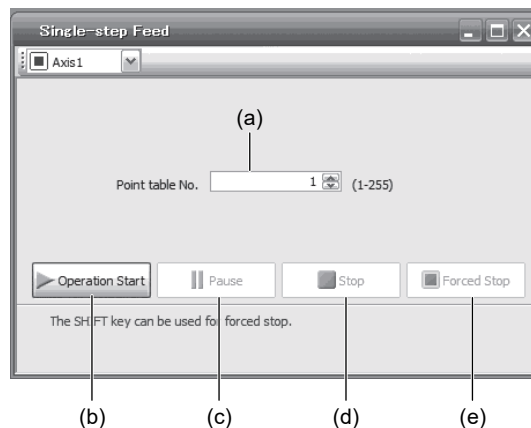 Single-step Feed
Axis1
(a)
Point table No. 1 (1-255)
Operation Start Pause Stop Forced Stop
The SHIFT key can be used for forced stop.
(b) (c) (d) (e)